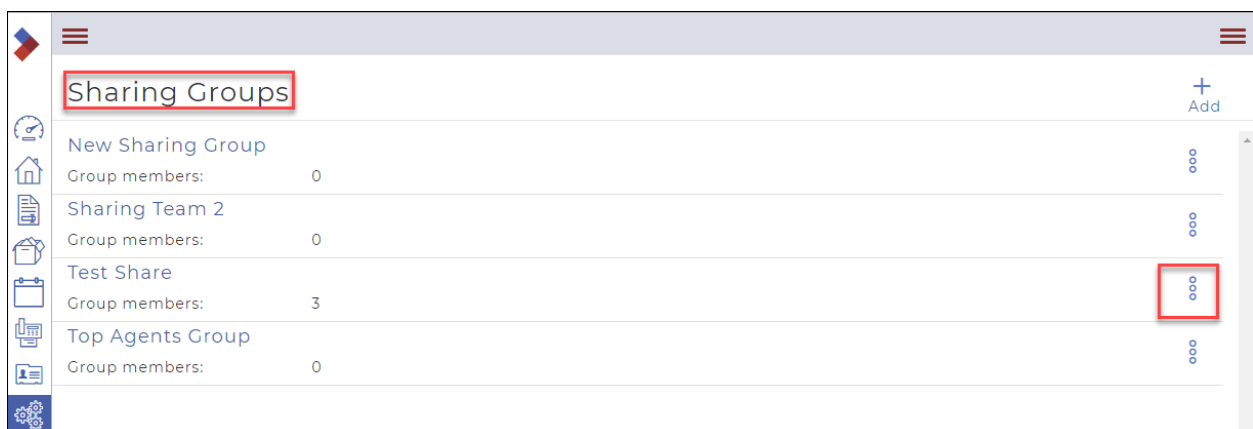 Sharing Groups
Add
New Sharing Group
Group members: 0
Sharing Team 2
Group members: 0
Test Share
Group members: 3
Top Agents Group
Group members: 0